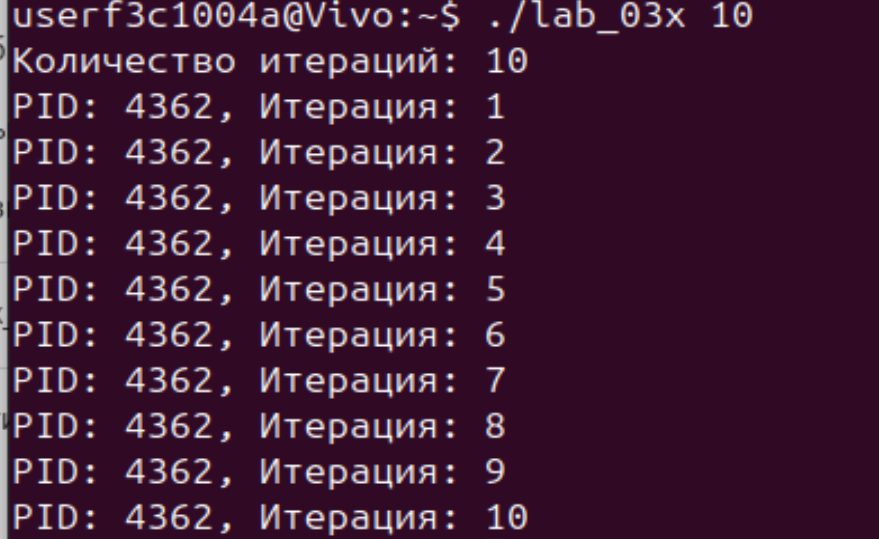 userf3c1004a@Vivo:~$ ./lab_03x 10
Количество итераций: 10
PID: 4362, Итерация: 1
PID: 4362, Итерация: 2
PID: 4362, Итерация: 3
PID: 4362, Итерация: 4
PID: 4362, Итерация: 5
PID: 4362, Итерация: 6
PID: 4362, Итерация: 7
PID: 4362, Итерация: 8
PID: 4362, Итерация: 9
PID: 4362, Итерация: 10